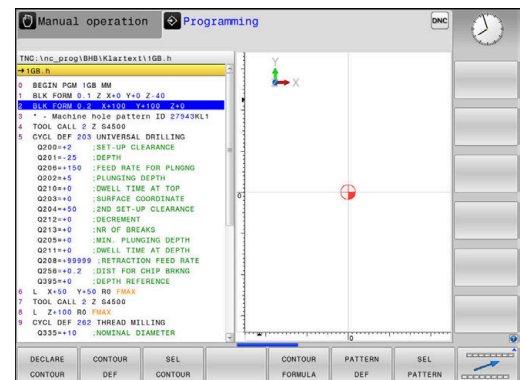 Manual operation
Programming
DNC
TNC:\nc_prog\BHB\Klartext\1GB.h
→1GB.h
0 BEGIN PGM 1GB MM
1 BLK FORM 0.1 Z X+0 Y+0 Z-40
2 BLK FORM 0.2 X+100 Y+100 Z+0
3 * - Machine hole pattern ID 27943KL1
4 TOOL CALL 2 Z S4500
5 CYCL DEF 203 UNIVERSAL DRILLING
Q200=+2 ;SET-UP CLEARANCE
Q201=-25 ;DEPTH
Q206=+150 ;FEED RATE FOR PLNGNG
Q202=+5 ;PLUNGING DEPTH
Q210=+0 ;DWELL TIME AT TOP
Q203=+0 ;SURFACE COORDINATE
Q204=+50 ;2ND SET-UP CLEARANCE
Q212=+0 ;DECREMENT
Q213=+0 ;NR OF BREAKS
Q205=+0 ;MIN. PLUNGING DEPTH
Q211=+0 ;DWELL TIME AT DEPTH
Q208=+99999 ;RETRACTION FEED RATE
Q256=+0.2 ;DIST FOR CHIP BRKNG
Q395=+0 ;DEPTH REFERENCE
6 L X+50 Y+50 R0 FMAX
7 TOOL CALL 2 Z S4500
8 L Z+100 R0 FMAX
9 CYCL DEF 262 THREAD MILLING
Q335=+10 ;NOMINAL DIAMETER
Y
X
0
0
DECLARE CONTOUR
CONTOUR DEF
SEL CONTOUR
CONTOUR FORMULA
PATTERN DEF
SEL PATTERN